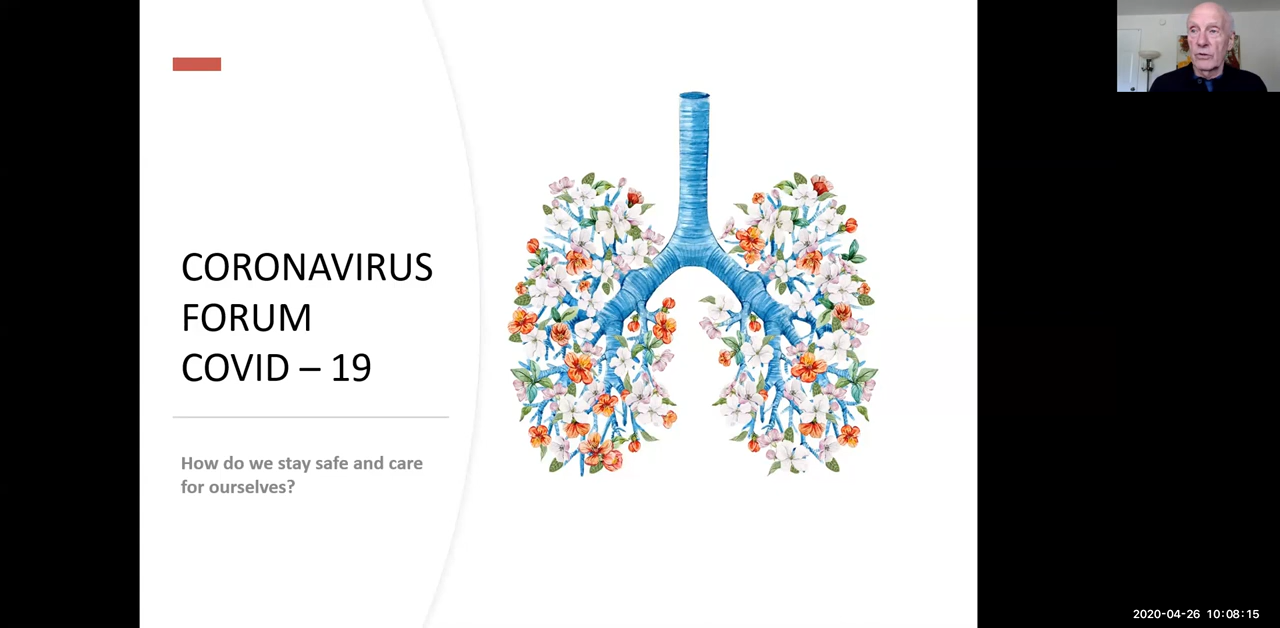 CORONAVIRUS
FORUM
COVID – 19
How do we stay safe and care
for ourselves?
2020-04-26 10:08:15